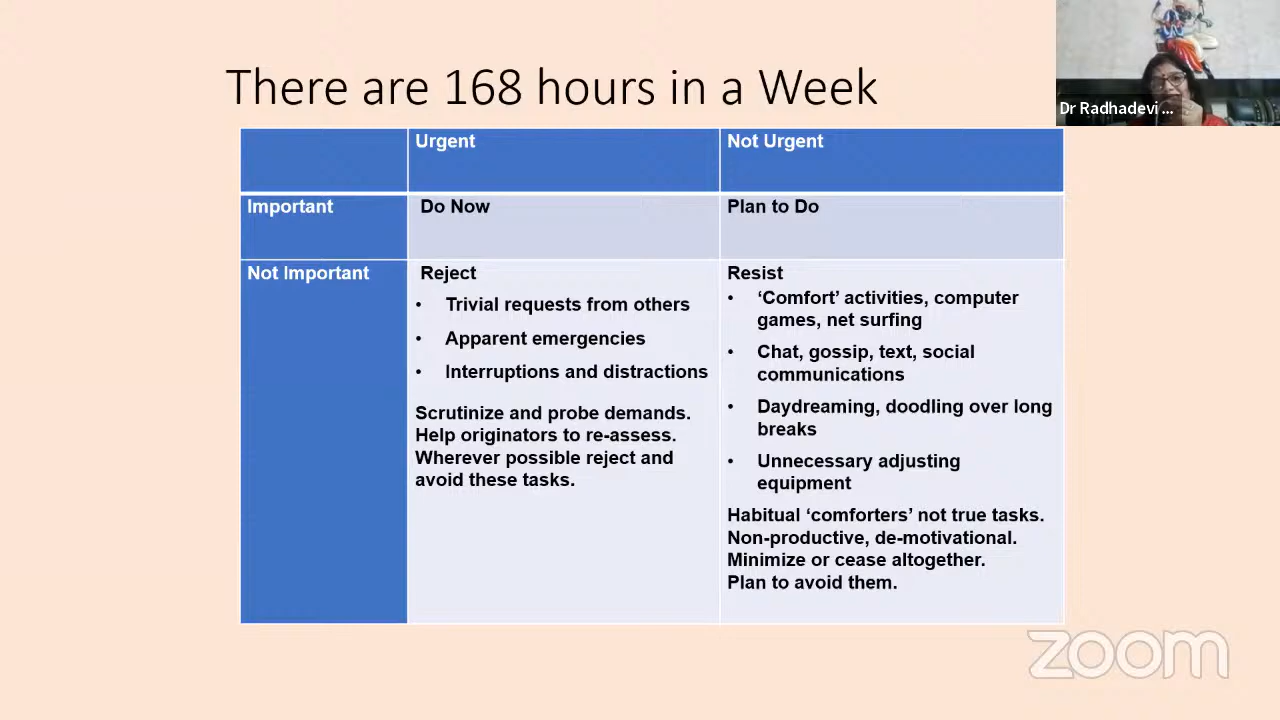 There are 168 hours in a Week
Dr Radhadevi ...
Urgent
Not Urgent
Important
Do Now
Plan to Do
Not Important
Reject
• Trivial requests from others
• Apparent emergencies
• Interruptions and distractions
Scrutinize and probe demands.
Help originators to re-assess.
Wherever possible reject and
avoid these tasks.
Resist
• ‘Comfort’ activities, computer
games, net surfing
• Chat, gossip, text, social
communications
• Daydreaming, doodling over long
breaks
• Unnecessary adjusting
equipment
Habitual ‘comforters’ not true tasks.
Non-productive, de-motivational.
Minimize or cease altogether.
Plan to avoid them.
zoom